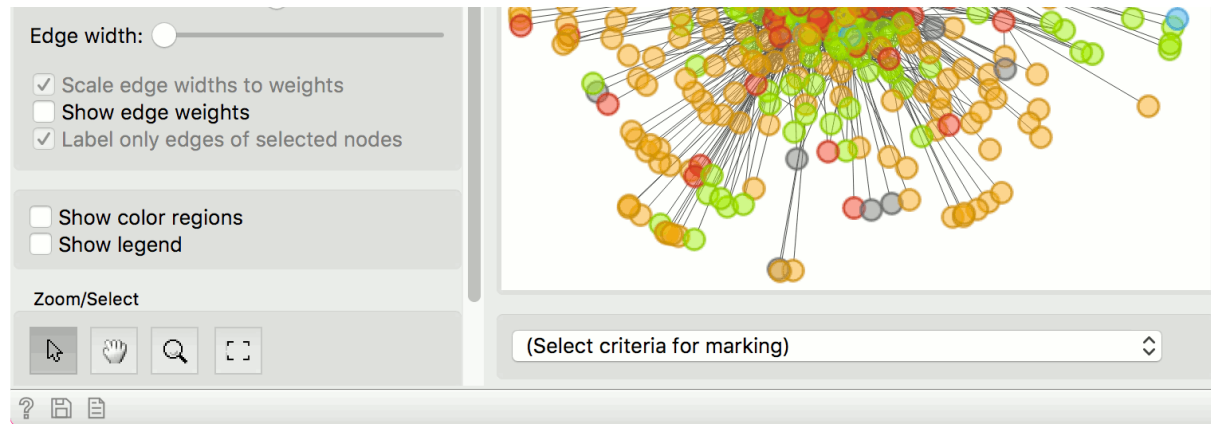 Edge width:
Scale edge widths to weights
Show edge weights
Label only edges of selected nodes
Show color regions
Show legend
Zoom/Select
(Select criteria for marking)
?